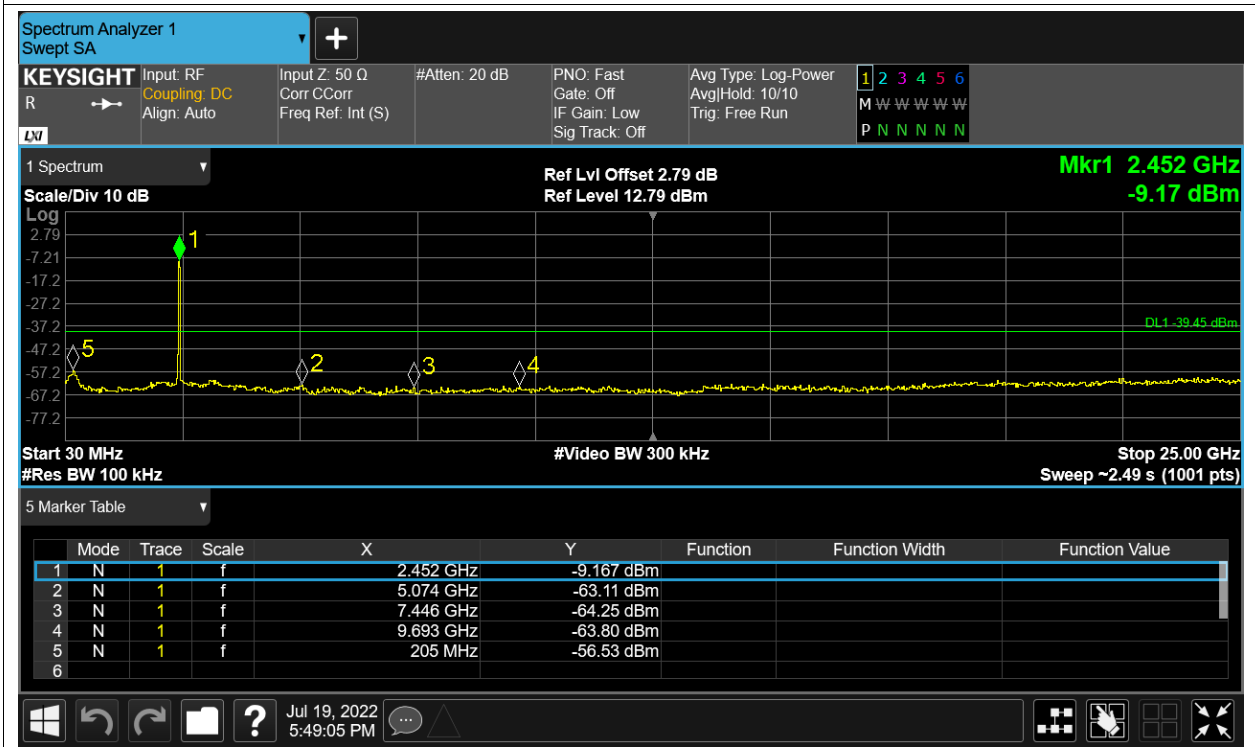 Spectrum Analyzer 1
Swept SA
KEYSIGHT
R
LXI
Input: RF
Coupling: DC
Align: Auto
Input Z: 50 Ω
Corr CCorr
Freq Ref: Int (S)
#Atten: 20 dB
PNO: Fast
Gate: Off
IF Gain: Low
Sig Track: Off
Avg Type: Log-Power
Avg|Hold: 10/10
Trig: Free Run
1 2 3 4 5 6
M W W W W W
P N N N N N
1 Spectrum
Scale/Div 10 dB
Ref Lvl Offset 2.79 dB
Ref Level 12.79 dBm
Mkr1 2.452 GHz
-9.17 dBm
Log
2.79
-7.21
-17.2
-27.2
-37.2
-47.2
-57.2
-67.2
-77.2
1
5
2
3
4
DL1 -39.45 dBm
Start 30 MHz
#Video BW 300 kHz
Stop 25.00 GHz
#Res BW 100 kHz
Sweep ~2.49 s (1001 pts)
5 Marker Table
Mode Trace Scale X Y Function Function Width Function Value
1 N 1 f 2.452 GHz -9.167 dBm
2 N 1 f 5.074 GHz -63.11 dBm
3 N 1 f 7.446 GHz -64.25 dBm
4 N 1 f 9.693 GHz -63.80 dBm
5 N 1 f 205 MHz -56.53 dBm
6
?
Jul 19, 2022
5:49:05 PM